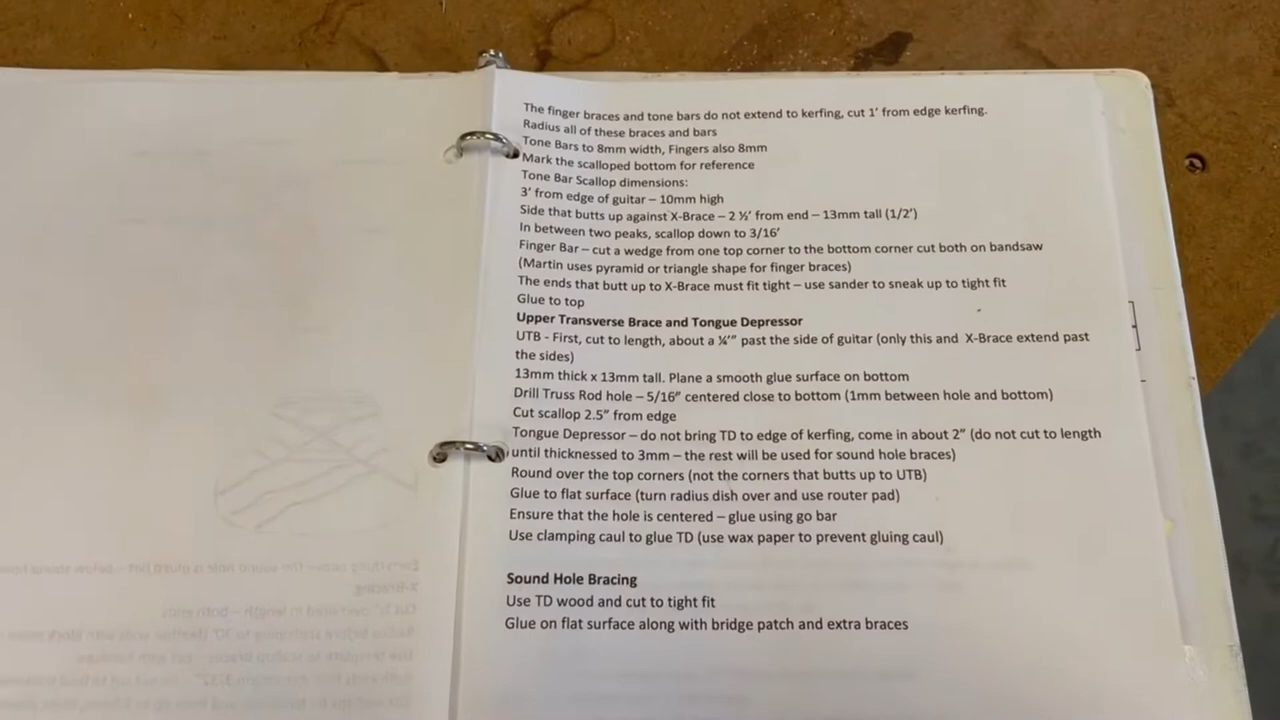 The finger braces and tone bars do not extend to kerfing, cut 1' from edge kerfing.
Radius all of these braces and bars
Tone Bars to 8mm width, Fingers also 8mm
Mark the scalloped bottom for reference
Tone Bar Scallop dimensions:
3' from edge of guitar – 10mm high
Side that butts up against X-Brace – 2 ½' from end – 13mm tall (1/2')
In between two peaks, scallop down to 3/16'
Finger Bar – cut a wedge from one top corner to the bottom corner cut both on bandsaw
(Martin uses pyramid or triangle shape for finger braces)
The ends that butt up to X-Brace must fit tight – use sander to sneak up to tight fit
Glue to top
Upper Transverse Brace and Tongue Depressor
UTB - First, cut to length, about a ¼'" past the side of guitar (only this and X-Brace extend past
the sides)
13mm thick x 13mm tall. Plane a smooth glue surface on bottom
Drill Truss Rod hole – 5/16" centered close to bottom (1mm between hole and bottom)
Cut scallop 2.5" from edge
Tongue Depressor – do not bring TD to edge of kerfing, come in about 2" (do not cut to length
until thicknessed to 3mm – the rest will be used for sound hole braces)
Round over the top corners (not the corners that butts up to UTB)
Glue to flat surface (turn radius dish over and use router pad)
Ensure that the hole is centered – glue using go bar
Use clamping caul to glue TD (use wax paper to prevent gluing caul)
Sound Hole Bracing
Use TD wood and cut to tight fit
Glue on flat surface along with bridge patch and extra braces